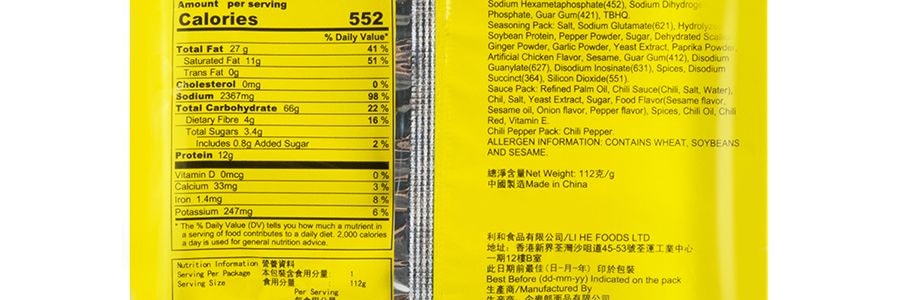 Amount per serving
Calories 552
% Daily Value*
Total Fat 27 g 41 %
Saturated Fat 11g 51 %
Trans Fat 0g
Cholesterol 0mg 0 %
Sodium 2367mg 98 %
Total Carbohydrate 66g 22 %
Dietary Fibre 4g 16 %
Total Sugars 3.4g
Includes 0.8g Added Sugar 2 %
Protein 12g
Vitamin D 0mcg 0 %
Calcium 33mg 3 %
Iron 1.4mg 8 %
Potassium 247mg 6 %
* The % Daily Value (DV) tells you how much a nutrient in
a serving of food contributes to a daily diet. 2,000 calories
a day is used for general nutrition advice.
Nutrition Information 營養資料
Serving Per Package 本包裝含食用分量: 1
Serving Size 食用分量: 112g
Per Serving
Sodium Hexametaphosphate(452), Sodium Dihydroge
Phosphate, Guar Gum(421), TBHQ.
Seasoning Pack: Salt, Sodium Glutamate(621), Hydrolyz
Soybean Protein, Pepper Powder, Sugar, Dehydrated Scall
Ginger Powder, Garlic Powder, Yeast Extract, Paprika Powder,
Artificial Chicken Flavor, Sesame, Guar Gum(412), Disodium
Guanylate(627), Disodium Inosinate(631), Spices, Disodium
Succinct(364), Silicon Dioxide(551).
Sauce Pack: Refined Palm Oil, Chili Sauce(Chili, Salt, Water),
Chil, Salt, Yeast Extract, Sugar, Food Flavor(Sesame flavor,
Sesame oil, Onion flavor, Pepper flavor), Spices, Chili Oil, Chili
Red, Vitamin E.
Chili Pepper Pack: Chili Pepper.
ALLERGEN INFORMATION: CONTAINS WHEAT, SOYBEANS
AND SESAME.
總淨含量Net Weight: 112克/g
中國製造Made in China
利和食品有限公司/LI HE FOODS LTD
地址: 香港新界荃灣沙咀道45-53號荃運工業中心
一期12樓B室
此日期前最佳 (日-月-年) 印於包裝
Best Before (dd-mm-yy) Indicated on the pack
生產商/Manufactured By